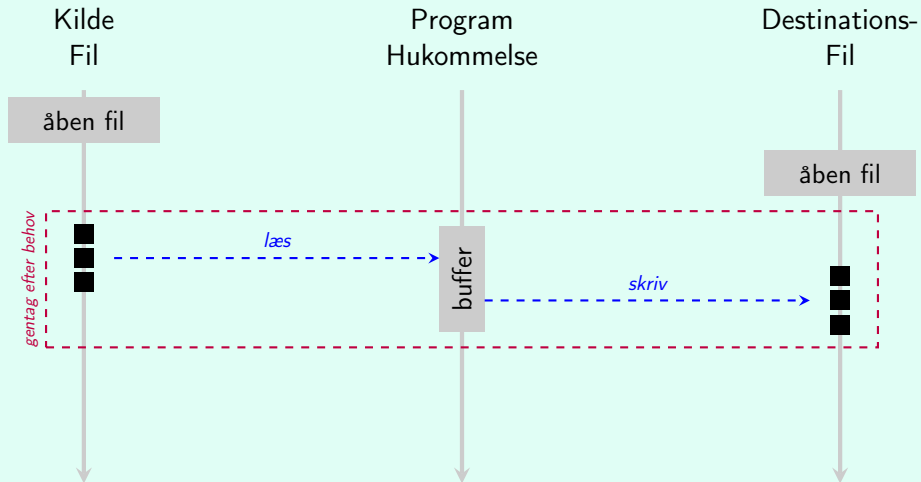 Kilde
Fil
Program
Hukommelse
Destinations-
Fil
åben fil
åben fil
gentag efter behov
læs
buffer
skriv